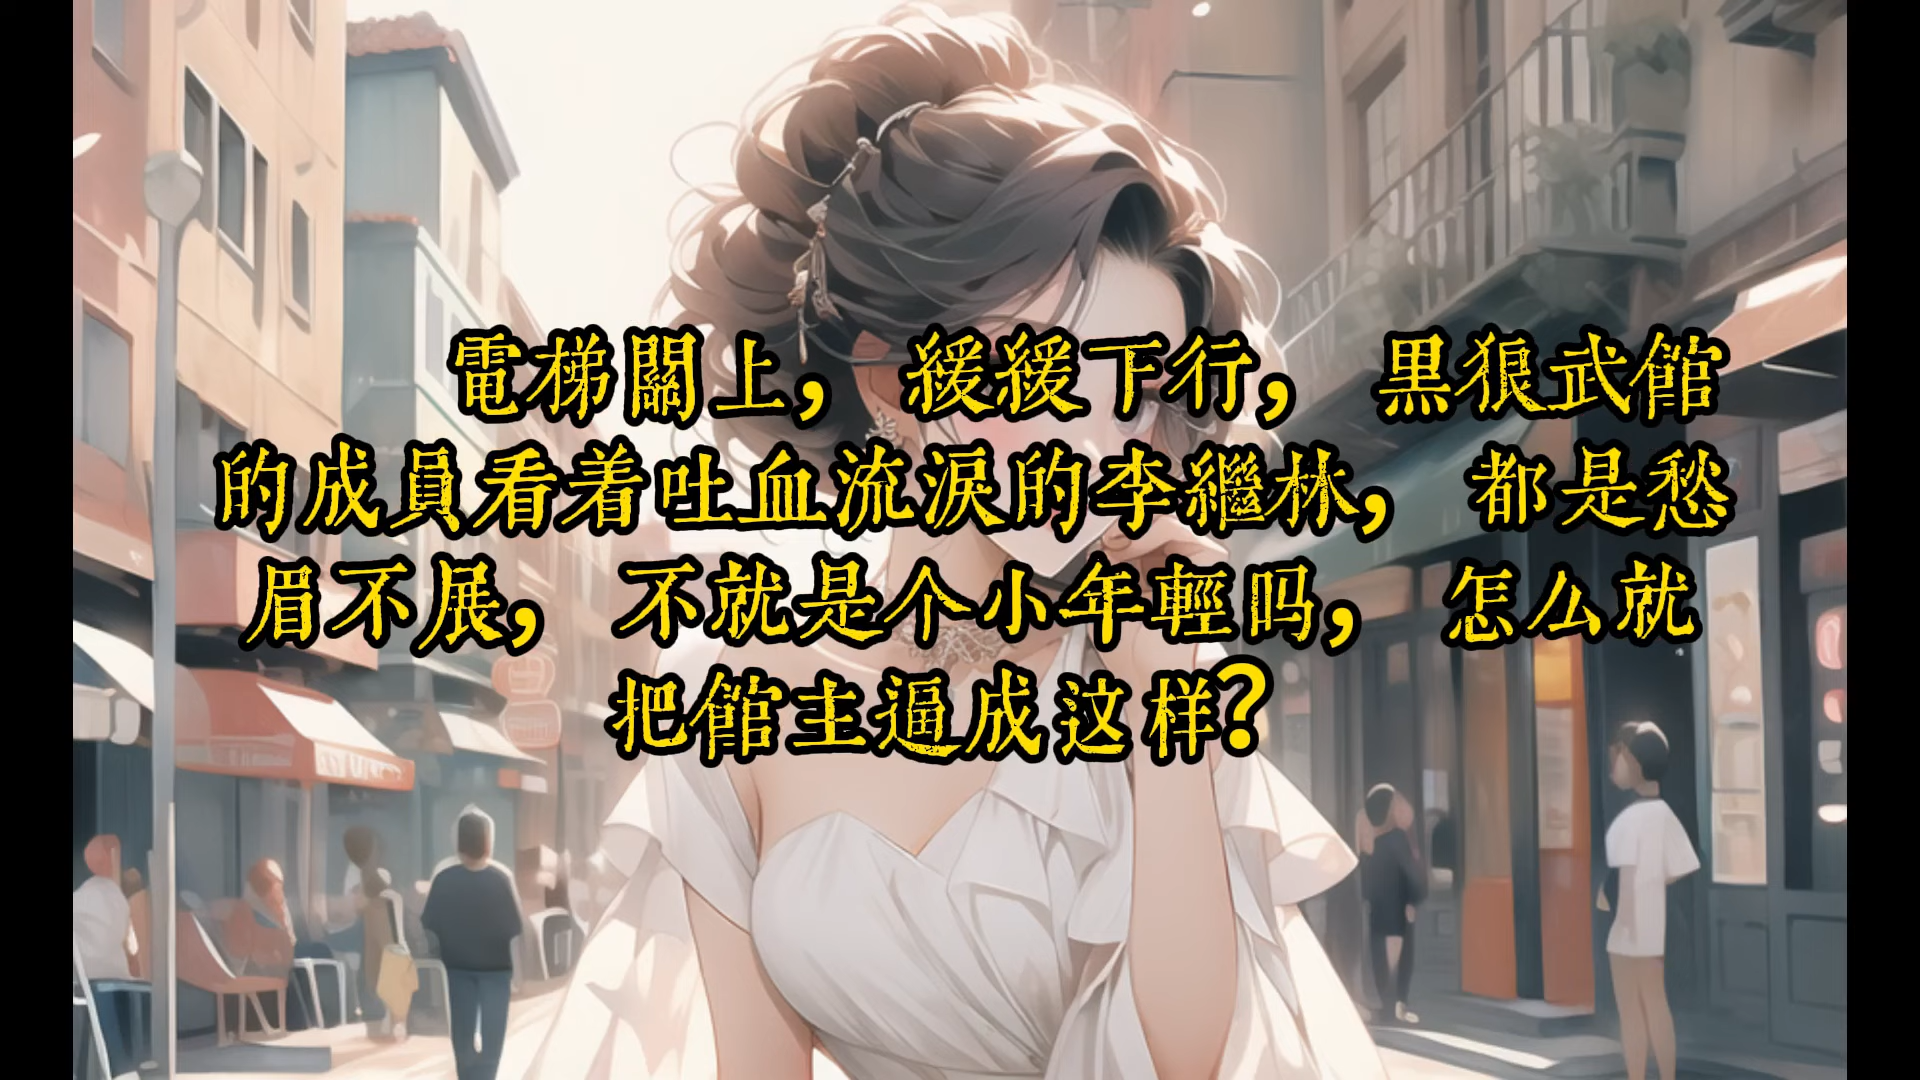 電梯關上，緩緩下行，黑狼武館
的成員看着吐血流淚的李繼林，都是愁
眉不展，不就是个小年輕吗，怎么就
把館主逼成这样？